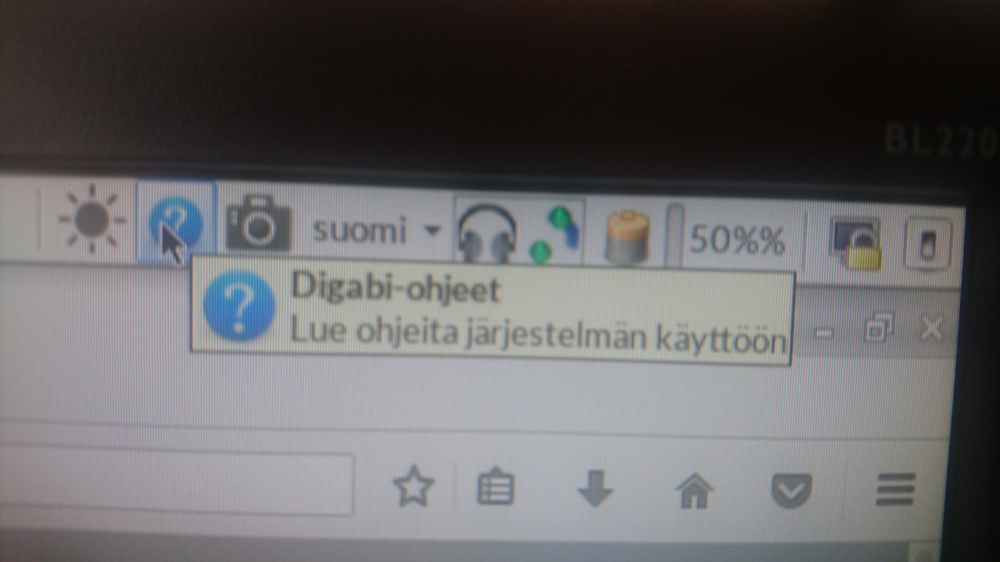 BL220
suomi
50%%
Digabi-ohjeet
Lue ohjeita järjestelmän käyttöön